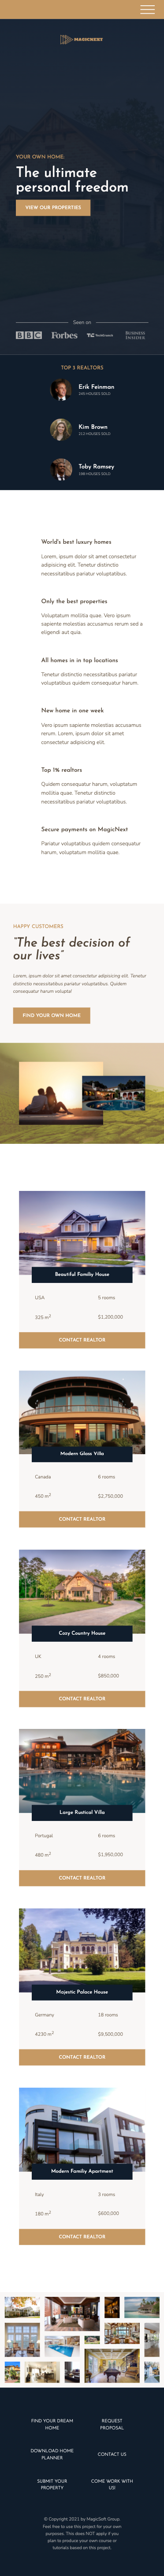 MAGICNEXT
YOUR OWN HOME:
The ultimate
personal freedom
VIEW OUR PROPERTIES
Seen on
BBC Forbes BUSINESS
INSIDER
TOP 3 REALTORS
Erik Feinman
Kim Brown
212 HOUSES SOLD
Toby Ramsey
198 HOUSES SOLD
World's best luxury homes
Lorem, ipsum dolor sit amet consectetur
adipisicing elit. Tenetur distinctio
necessitatibus pariatur voluptatibus.
Only the best properties
Voluptatum mollitia quae. Vero ipsum
sapiente molestias accusamus rerum sed a
eligendi aut quia.
All homes in in top locations
Tenetur distinctio necessitatibus pariatur
voluptatibus quidem consequatur harum.
New home in one week
Vero ipsum sapiente molestias accusamus
rerum. Lorem, ipsum dolor sit amet
consectetur adipisicing elit.
Top 1% realtors
Quidem consequatur harum, voluptatum
mollitia quae. Tenetur distinctio
necessitatibus pariatur voluptatibus.
Secure payments on MagicNext
Pariatur voluptatibus quidem consequatur
harum, voluptatum mollitia quae.
HAPPY CUSTOMERS
“The best decision of
our lives”
Lorem, ipsum dolor sit amet consectetur adipisicing elit. Tenetur
distinctio necessitatibus pariatur voluptatibus. Quidem
consequatur harum voluptat
FIND YOUR OWN HOME
Beautiful Familiy House
USA 5 rooms
325 m2 $1,200,000
CONTACT REALTOR
Modern Glass Villa
Canada 6 rooms
450 m2 $2,750,000
CONTACT REALTOR
Cozy Country House
UK 4 rooms
250 m2 $850,000
CONTACT REALTOR
Large Rustical Villa
Portugal 6 rooms
480 m2 $1,950,000
CONTACT REALTOR
Majestic Palace House
Germany 18 rooms
4230 m2 $9,500,000
CONTACT REALTOR
Modern Familiy Apartment
Italy 3 rooms
180 m2 $600,000
CONTACT REALTOR
FIND YOUR DREAM
HOME
REQUEST
PROPOSAL
DOWNLOAD HOME
PLANNER
CONTACT US
SUBMIT YOUR
PROPERTY
COME WORK WITH
US!
© Copyright 2021 by MagicSoft Group.
Feel free to use this project for your own
purposes. This does NOT apply if you
plan to produce your own course or
tutorials based on this project.